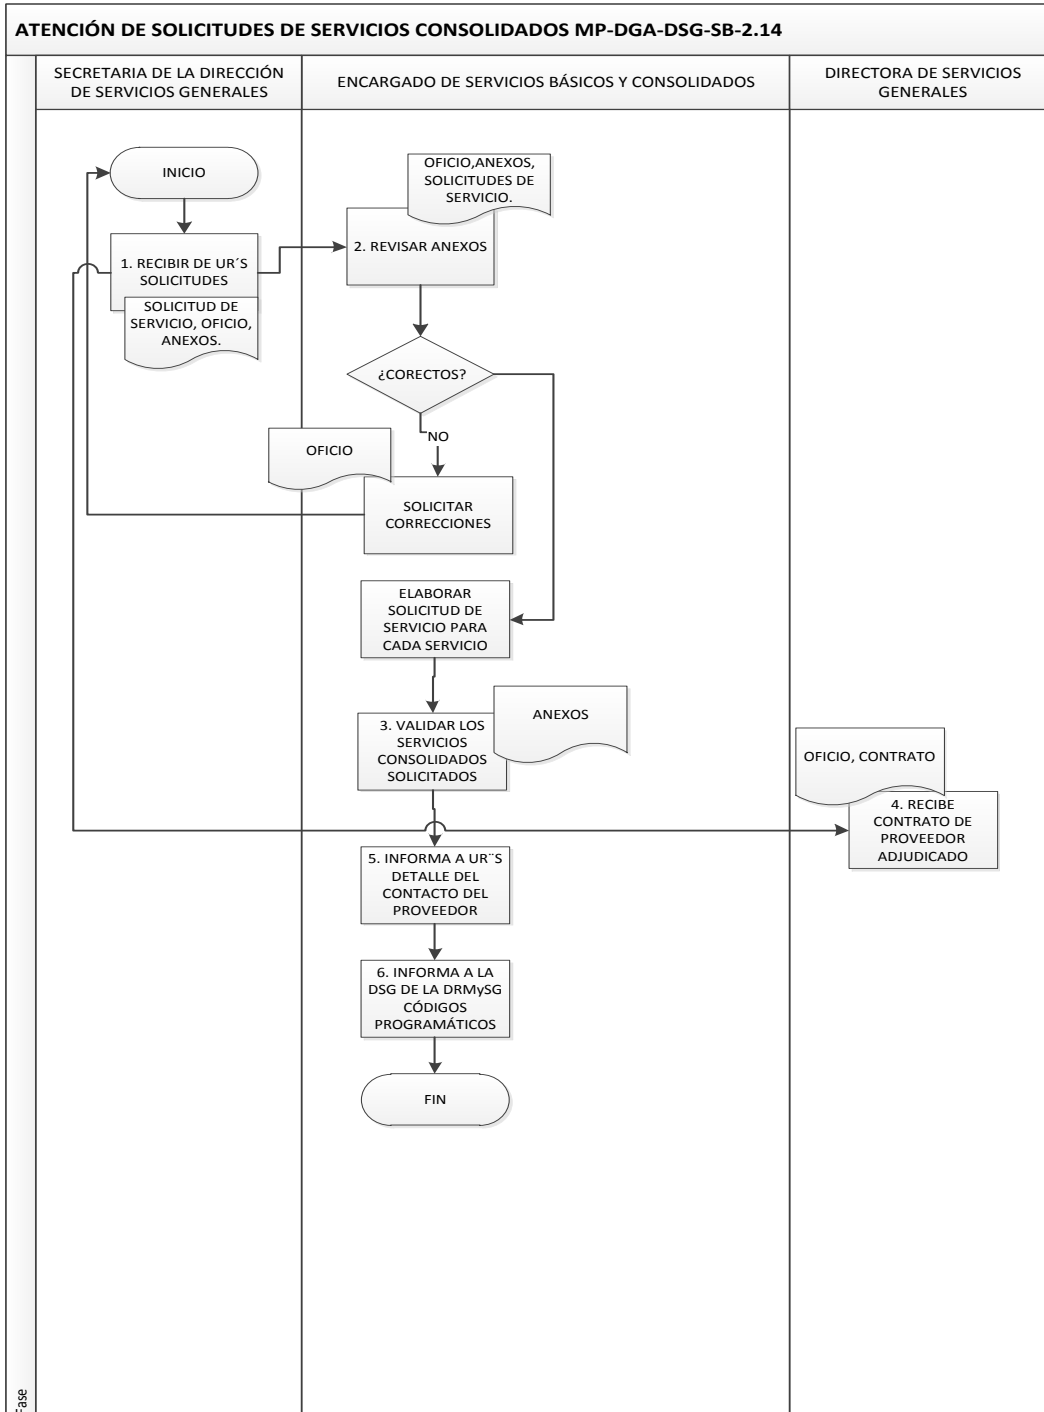 ATENCIÓN DE SOLICITUDES DE SERVICIOS CONSOLIDADOS MP-DGA-DSG-SB-2.14
SECRETARIA DE LA DIRECCIÓN
DE SERVICIOS GENERALES
ENCARGADO DE SERVICIOS BÁSICOS Y CONSOLIDADOS
DIRECTORA DE SERVICIOS
GENERALES
INICIO
OFICIO,ANEXOS,
SOLICITUDES DE
SERVICIO.
1. RECIBIR DE UR´S
SOLICITUDES
SOLICITUD DE
SERVICIO, OFICIO,
ANEXOS.
2. REVISAR ANEXOS
¿CORECTOS?
NO
OFICIO
SOLICITAR
CORRECCIONES
ELABORAR
SOLICITUD DE
SERVICIO PARA
CADA SERVICIO
3. VALIDAR LOS
SERVICIOS
CONSOLIDADOS
SOLICITADOS
ANEXOS
OFICIO, CONTRATO
4. RECIBE
CONTRATO DE
PROVEEDOR
ADJUDICADO
5. INFORMA A UR¨S
DETALLE DEL
CONTACTO DEL
PROVEEDOR
6. INFORMA A LA
DSG DE LA DRMySG
CÓDIGOS
PROGRAMÁTICOS
FIN
Fase